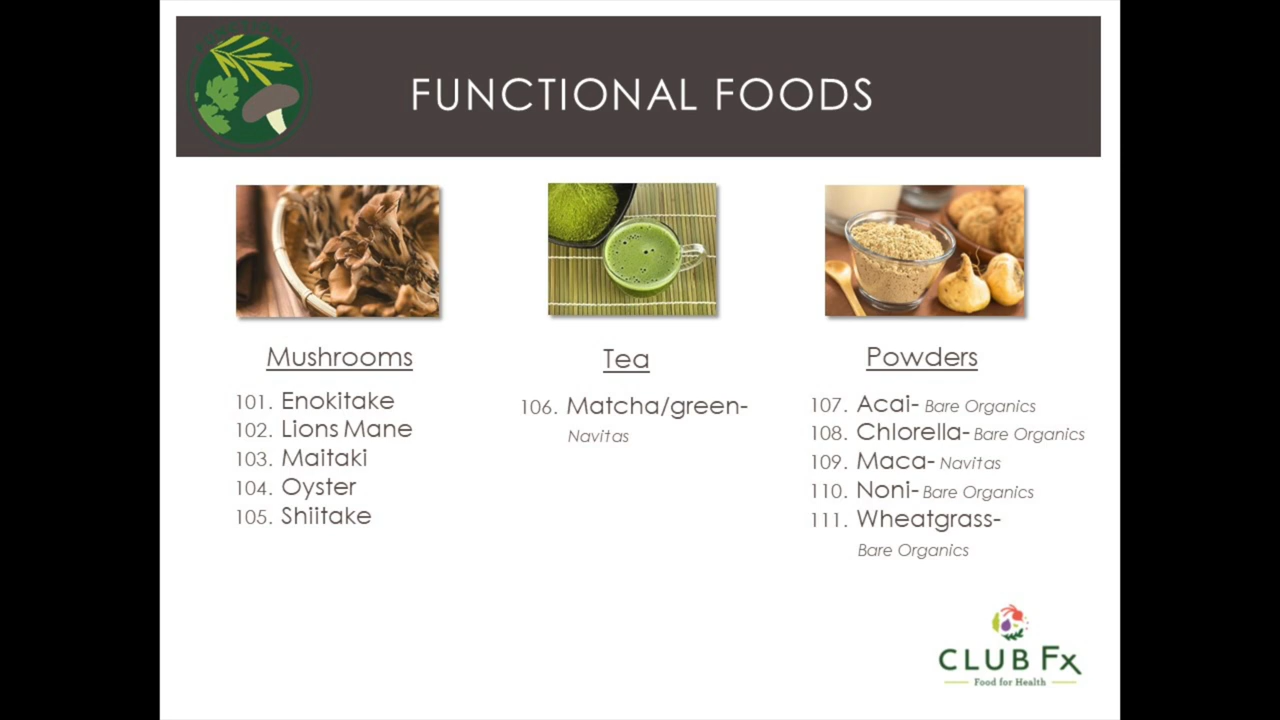 FUNCTIONAL FOODS
Mushrooms
101. Enokitake
102. Lions Mane
103. Maitaki
104. Oyster
105. Shiitake
Tea
106. Matcha/green-
Navitas
Powders
107. Acai- Bare Organics
108. Chlorella- Bare Organics
109. Maca- Navitas
110. Noni- Bare Organics
111. Wheatgrass-
Bare Organics
CLUB Fx
Food for Health